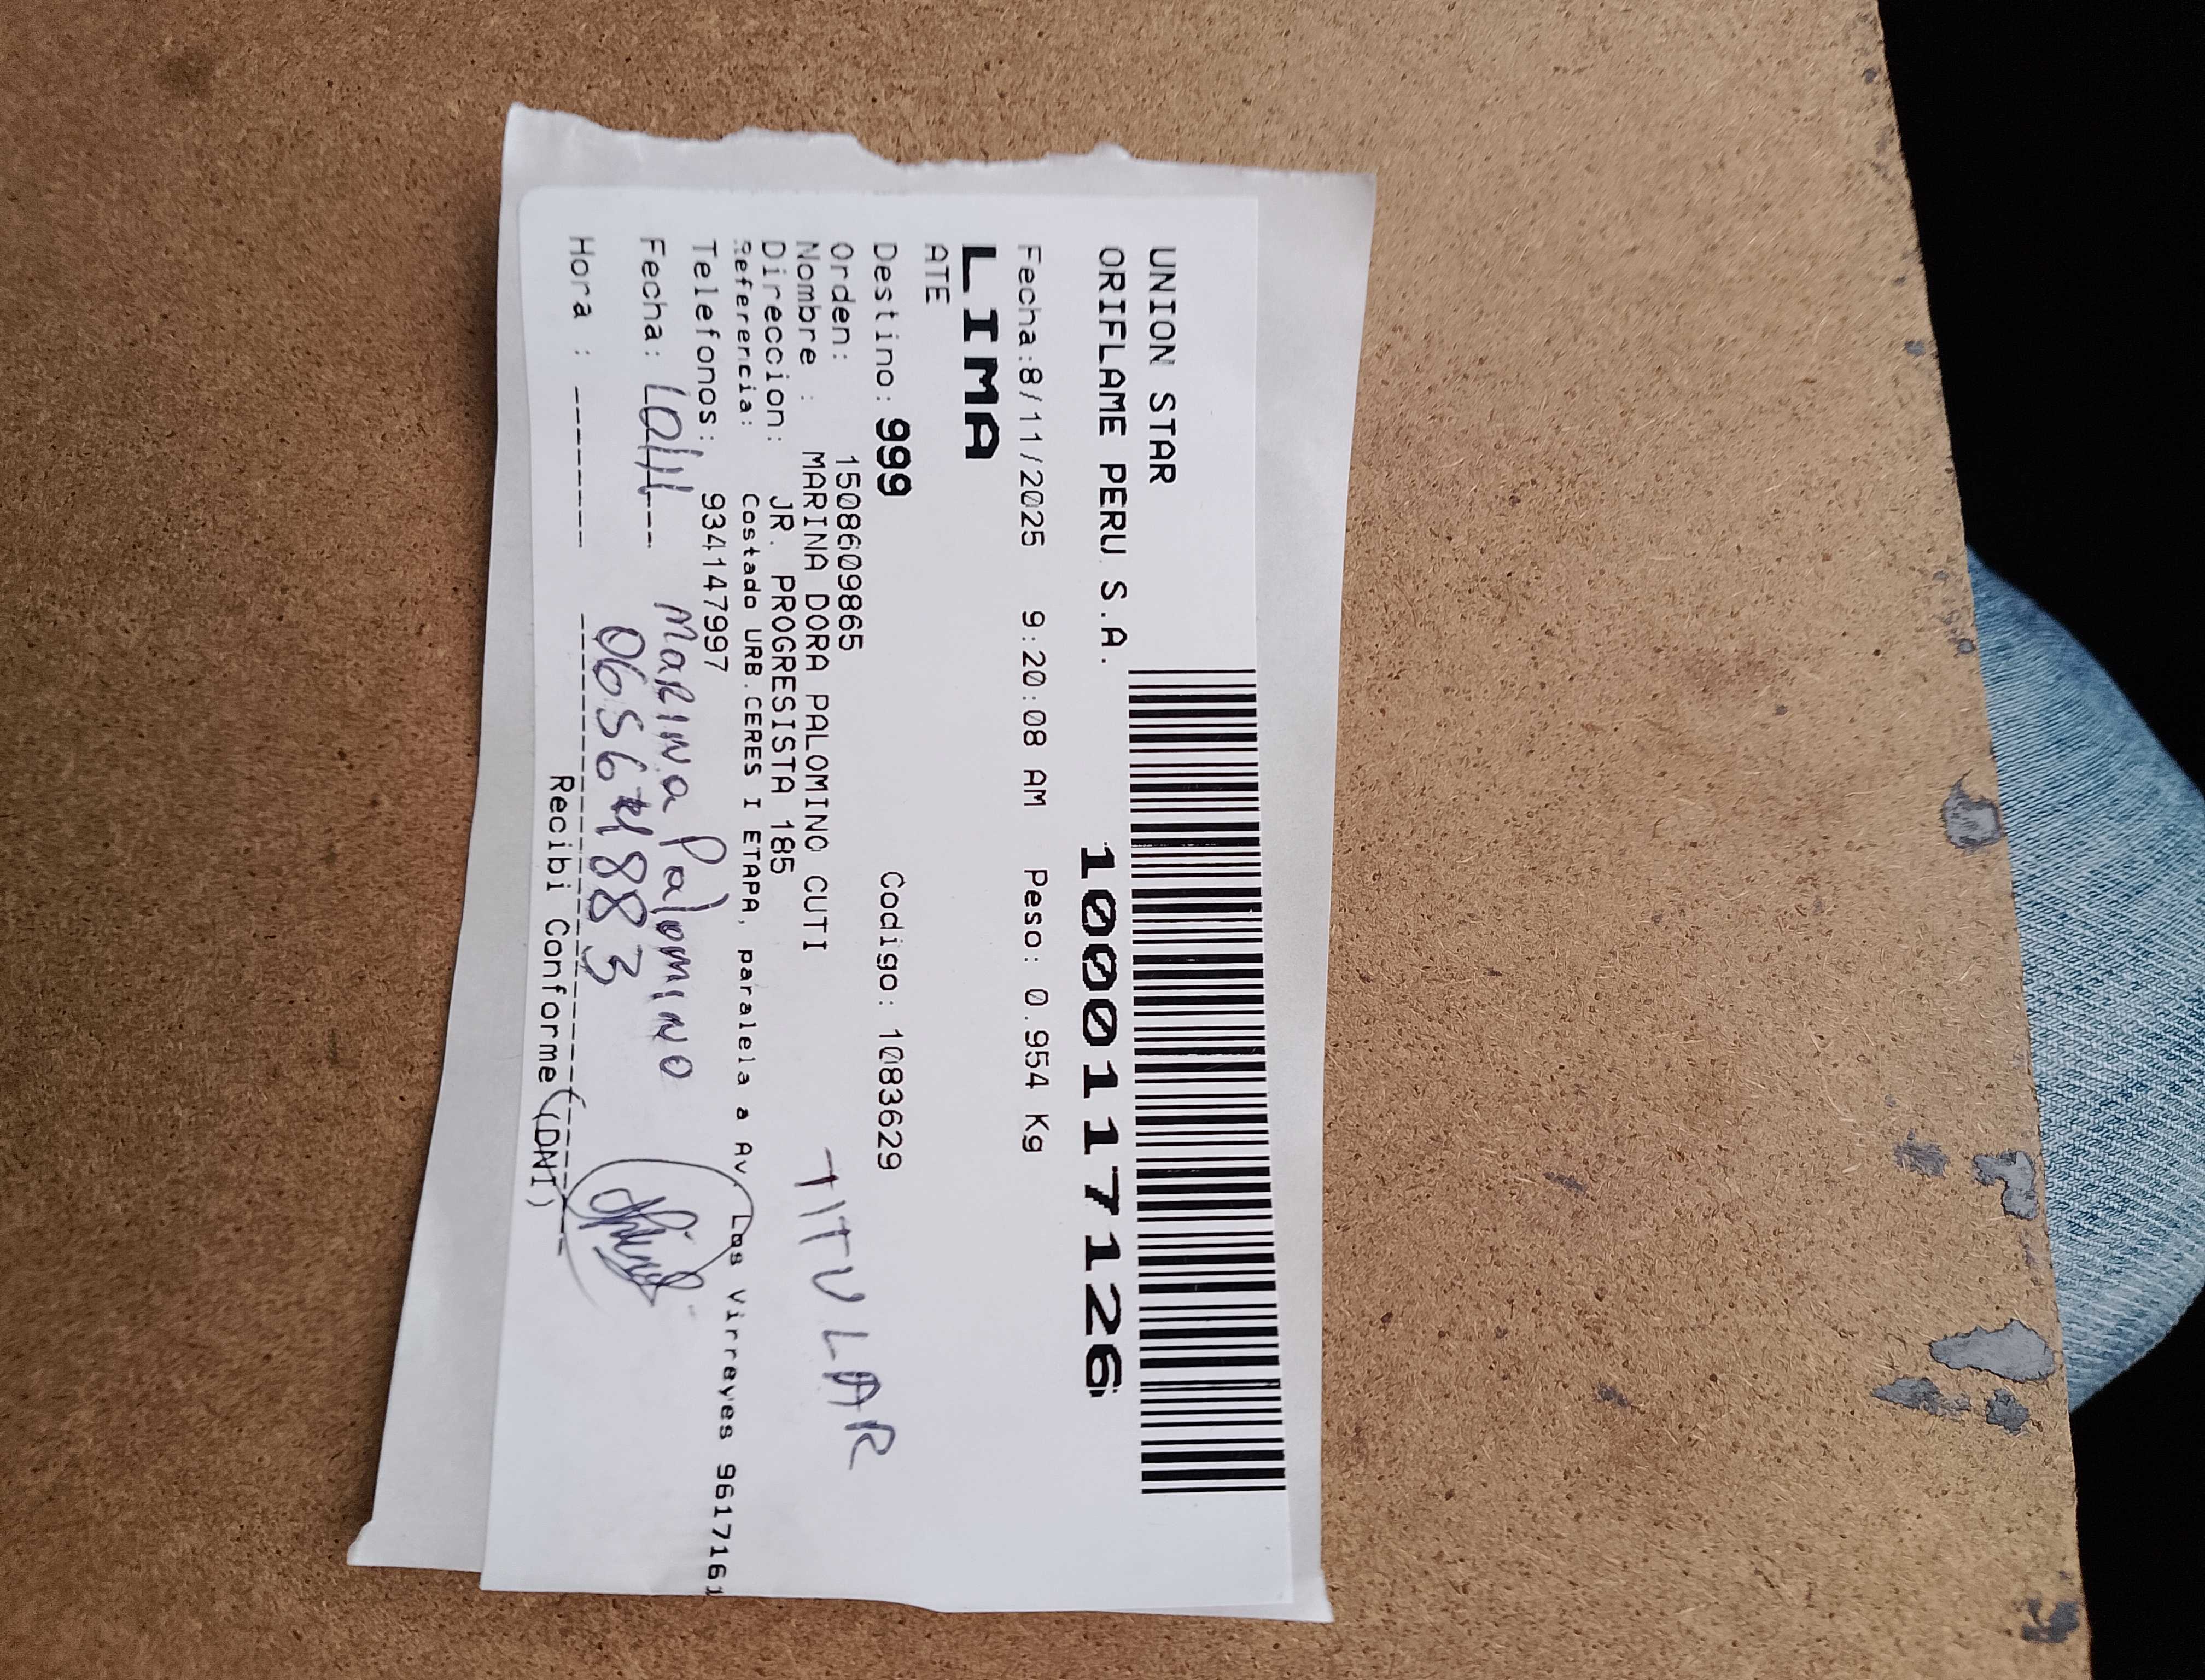 UNION STAR
ORIFLAME PERU S.A. 1000117126
Fecha:8/11/2025 9:20:08 AM Peso: 0.954 Kg
LIMA
ATE
Destino: 999 Codigo: 1083629
Orden: 1508609865
Nombre : MARINA DORA PALOMINO CUTI
TITULAR
Direccion: JR. PROGRESISTA 185
Referencia: Costado URB.CERES I ETAPA, paralela a Av Los Virreyes 96171616
Telefonos: 934147997
Fecha: 10/11 MARINA PALOMINO
Hora :
Recibi Conforme (DNI)